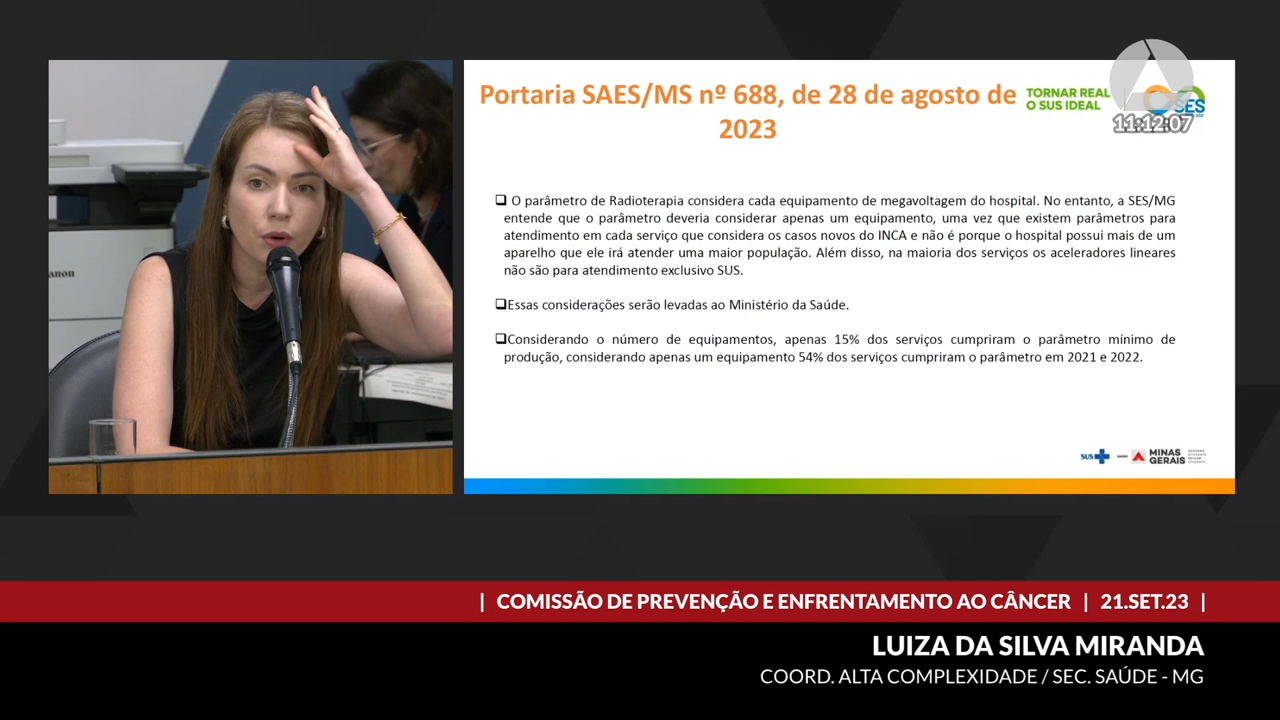 Portaria SAES/MS nº 688, de 28 de agosto de
2023
TORNAR REAL
O SUS IDEAL
SES
11:12:07
❑ O parâmetro de Radioterapia considera cada equipamento de megavoltagem do hospital. No entanto, a SES/MG
entende que o parâmetro deveria considerar apenas um equipamento, uma vez que existem parâmetros para
atendimento em cada serviço que considera os casos novos do INCA e não é porque o hospital possui mais de um
aparelho que ele irá atender uma maior população. Além disso, na maioria dos serviços os aceleradores lineares
não são para atendimento exclusivo SUS.
❑Essas considerações serão levadas ao Ministério da Saúde.
❑Considerando o número de equipamentos, apenas 15% dos serviços cumpriram o parâmetro mínimo de
produção, considerando apenas um equipamento 54% dos serviços cumpriram o parâmetro em 2021 e 2022.
SUS
MINAS
GERAIS
| COMISSÃO DE PREVENÇÃO E ENFRENTAMENTO AO CÂNCER | 21.SET.23 |
LUIZA DA SILVA MIRANDA
COORD. ALTA COMPLEXIDADE / SEC. SAÚDE - MG